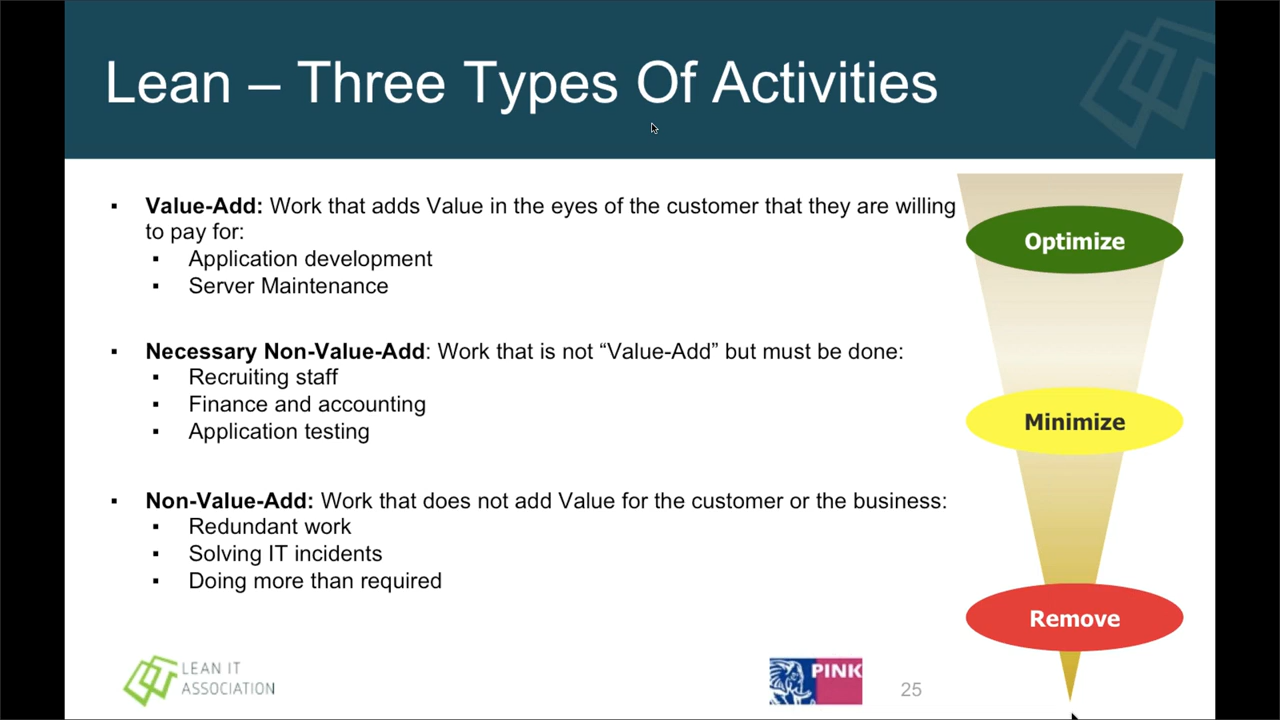 Lean – Three Types Of Activities
▪ Value-Add: Work that adds Value in the eyes of the customer that they are willing
to pay for:
▪ Application development
▪ Server Maintenance
Optimize
▪ Necessary Non-Value-Add: Work that is not “Value-Add” but must be done:
▪ Recruiting staff
▪ Finance and accounting
▪ Application testing
Minimize
▪ Non-Value-Add: Work that does not add Value for the customer or the business:
▪ Redundant work
▪ Solving IT incidents
▪ Doing more than required
Remove
LEAN IT
ASSOCIATION
PINK
25